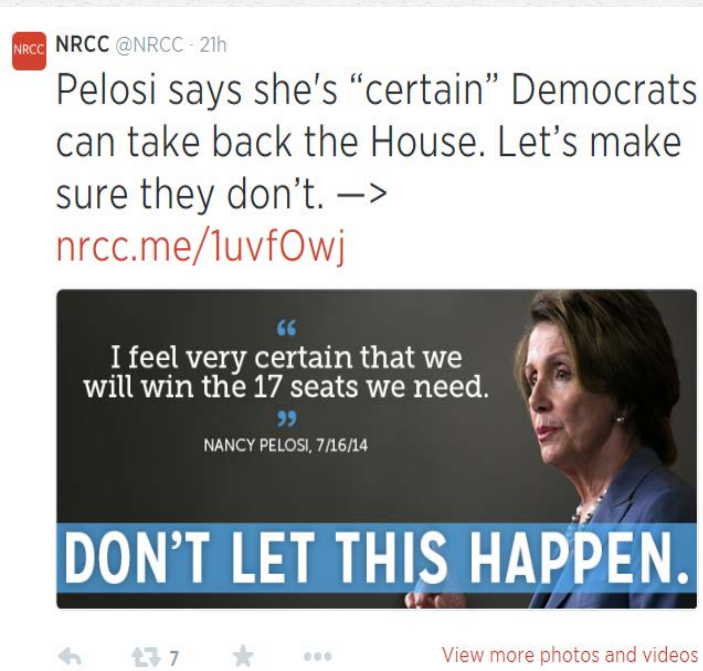 NRCC NRCC @NRCC · 21h
Pelosi says she's “certain” Democrats
can take back the House. Let’s make
sure they don’t. —>
nrcc.me/1uvfOwj
“
I feel very certain that we
will win the 17 seats we need.
”
NANCY PELOSI, 7/16/14
DON’T LET THIS HAPPEN.
7
View more photos and videos